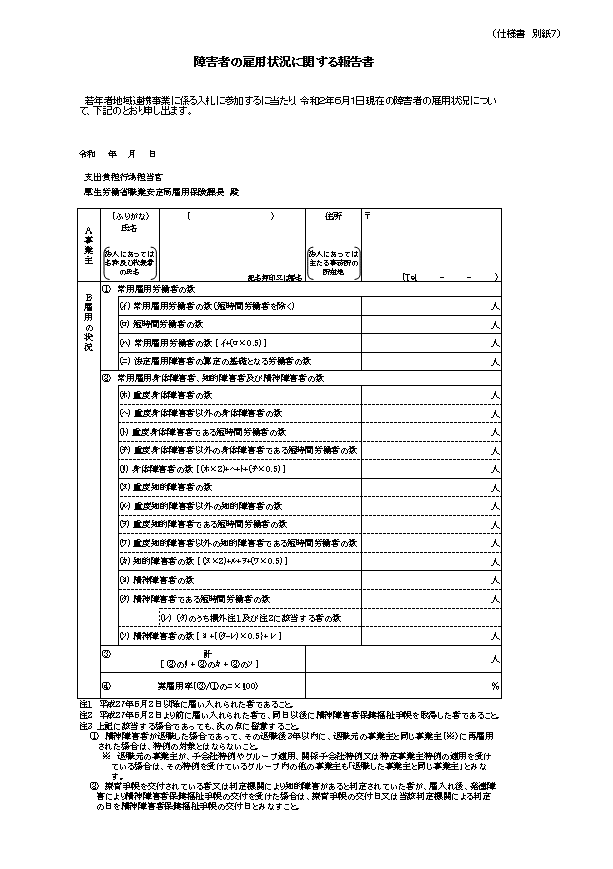 （仕様書　別紙７）
障害者の雇用状況に関する報告書
若年者地域連携事業に係る入札に参加するに当たり、令和２年６月１日現在の障害者の雇用状況につい
て、下記のとおり申し出ます。
令和　　年　　月　　日
支出負担行為担当官
厚生労働省職業安定局雇用保険課長　殿
Ａ事業主
（ふりがな）
氏名
法人にあっては
名称及び代表者
の氏名
（　　　　　　　　）
記名押印又は署名
住所
法人にあっては
主たる事務所の
所在地
〒
（Tel　　－　　－　　）
Ｂ雇用の状況
① 常用雇用労働者の数
(ｲ) 常用雇用労働者の数（短時間労働者を除く） 人
(ﾛ) 短時間労働者の数 人
(ﾊ) 常用雇用労働者の数［ｲ+(ﾛ×0.5)］ 人
(ﾆ) 法定雇用障害者の算定の基礎となる労働者の数 人
② 常用雇用身体障害者、知的障害者及び精神障害者の数
(ﾎ) 重度身体障害者の数 人
(ﾍ) 重度身体障害者以外の身体障害者の数 人
(ﾄ) 重度身体障害者である短時間労働者の数 人
(ﾁ) 重度身体障害者以外の身体障害者である短時間労働者の数 人
(ﾘ) 身体障害者の数［(ﾎ×2)+ﾍ+ﾄ+(ﾁ×0.5)］ 人
(ﾇ) 重度知的障害者の数 人
(ﾙ) 重度知的障害者以外の知的障害者の数 人
(ｦ) 重度知的障害者である短時間労働者の数 人
(ﾜ) 重度知的障害者以外の知的障害者である短時間労働者の数 人
(ｶ) 知的障害者の数［(ﾇ×2)+ﾙ+ｦ+(ﾜ×0.5)］ 人
(ﾖ) 精神障害者の数 人
(ﾀ) 精神障害者である短時間労働者の数 人
(ﾚ) (ﾀ)のうち欄外注１及び注２に該当する者の数 人
(ｿ) 精神障害者の数［ﾖ+{(ﾀ-ﾚ)×0.5}+ﾚ］ 人
③ 計
［②のﾘ＋②のｶ＋②のｿ］ 人
④ 実雇用率(③/①のﾆ×100) ％
注１　平成27年６月２日以降に雇い入れられた者であること。
注２　平成27年６月２日より前に雇い入れられた者で、同日以後に精神障害者保健福祉手帳を取得した者であること。
注３　上記に該当する場合であっても、次の点に留意すること。
① 精神障害者が退職した場合であって、その退職後３年以内に、退職元の事業主と同じ事業主(※)に再雇用
された場合は、特例の対象とはならないこと。
※　退職元の事業主が、子会社特例やグループ適用、関係子会社特例又は特定事業主特例の適用を受け
ている場合は、その特例を受けているグループ内の他の事業主も「退職した事業主と同じ事業主」とみな
す。
② 療育手帳を交付されている者又は判定機関により知的障害があると判定されていた者が、雇入れ後、発達障
害により精神障害者保健福祉手帳の交付を受けた場合は、療育手帳の交付日又は当該判定機関による判定
の日を精神障害者保健福祉手帳の交付日とみなすこと。